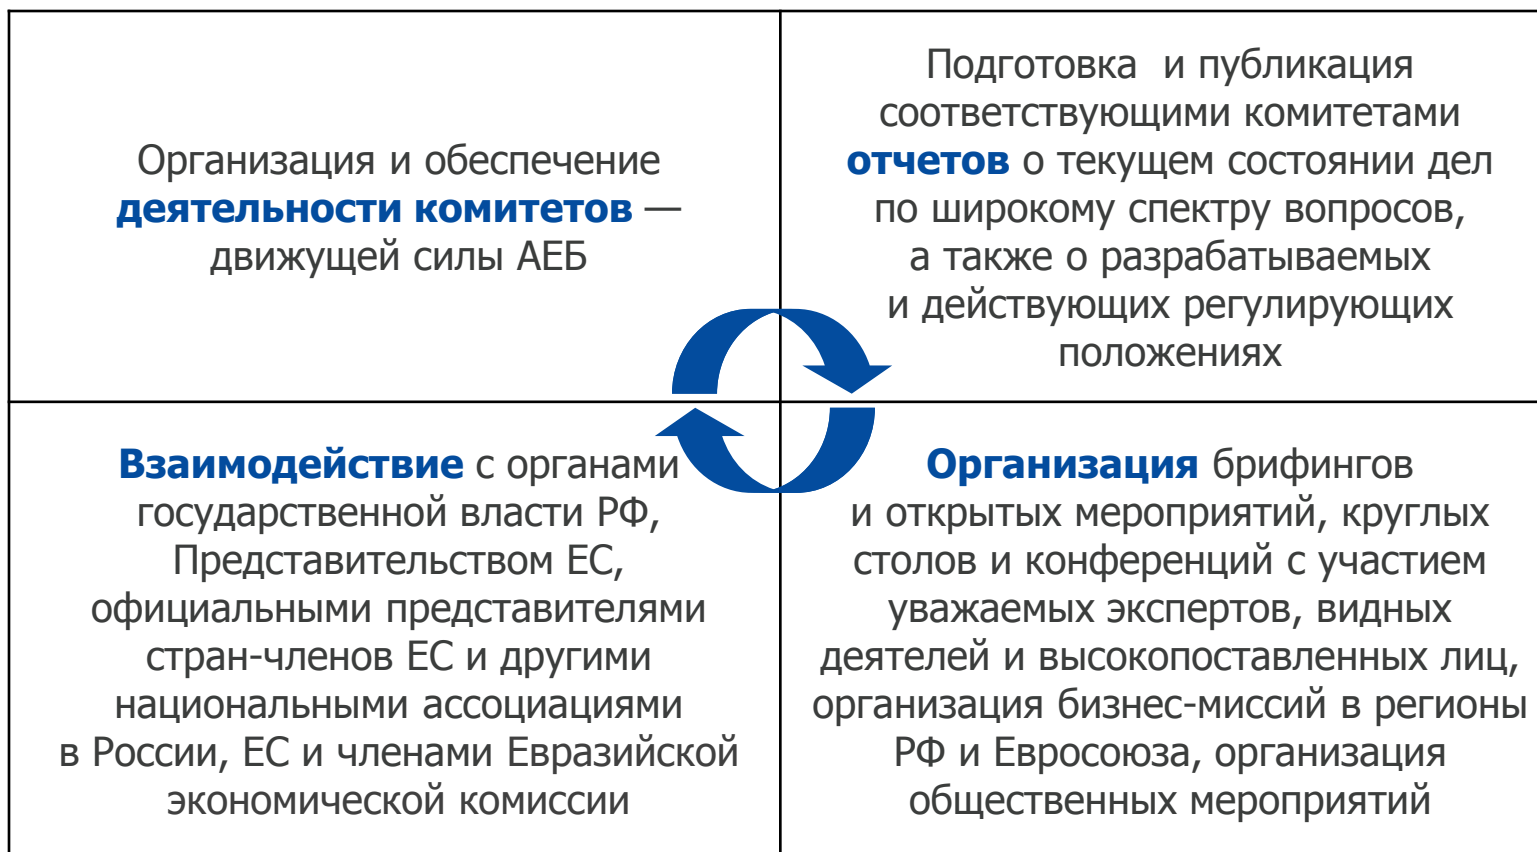 Организация и обеспечение
деятельности комитетов —
движущей силы АЕБ
Подготовка и публикация
соответствующими комитетами
отчетов о текущем состоянии дел
по широкому спектру вопросов,
а также о разрабатываемых
и действующих регулирующих
положениях
Взаимодействие с органами
государственной власти РФ,
Представительством ЕС,
официальными представителями
стран-членов ЕС и другими
национальными ассоциациями
в России, ЕС и членами Евразийской
экономической комиссии
Организация брифингов
и открытых мероприятий, круглых
столов и конференций с участием
уважаемых экспертов, видных
деятелей и высокопоставленных лиц,
организация бизнес-миссий в регионы
РФ и Евросоюза, организация
общественных мероприятий